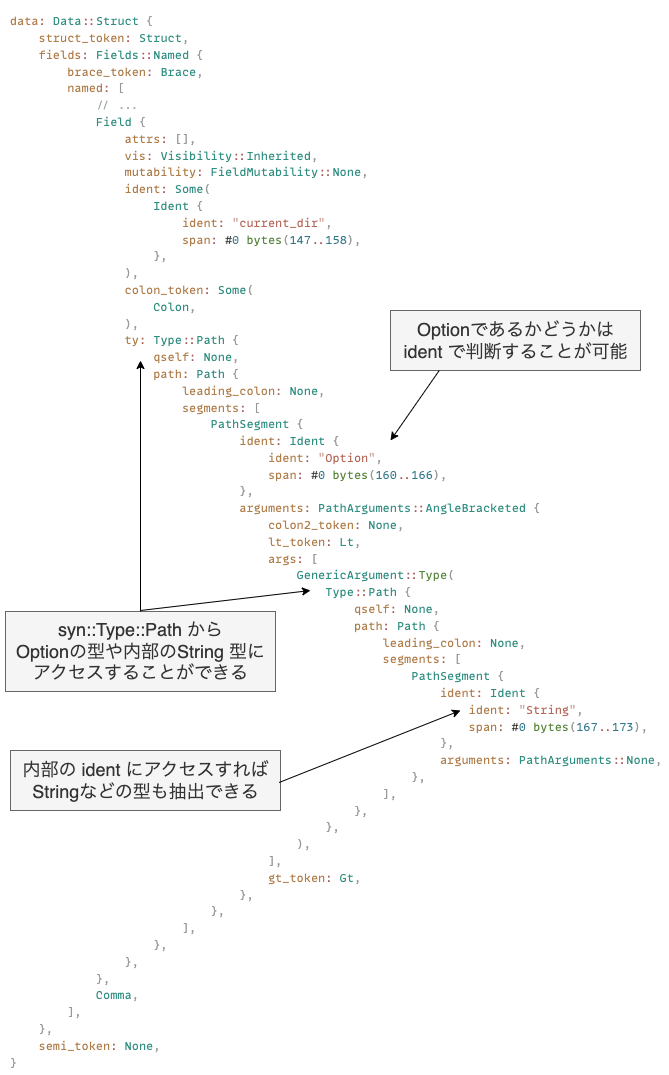 data: Data::Struct {
    struct_token: Struct,
    fields: Fields::Named {
        brace_token: Brace,
        named: [
            // ...
            Field {
                attrs: [],
                vis: Visibility::Inherited,
                mutability: FieldMutability::None,
                ident: Some(
                    Ident {
                        ident: "current_dir",
                        span: #0 bytes(147..158),
                    },
                ),
                colon_token: Some(
                    Colon,
                ),
                ty: Type::Path {
                    qself: None,
                    path: Path {
                        leading_colon: None,
                        segments: [
                            PathSegment {
                                ident: Ident {
                                    ident: "Option",
                                    span: #0 bytes(160..166),
                                },
                                arguments: PathArguments::AngleBracketed {
                                    colon2_token: None,
                                    lt_token: Lt,
                                    args: [
                                        GenericArgument::Type(
                                            Type::Path {
                                                qself: None,
                                                path: Path {
                                                    leading_colon: None,
                                                    segments: [
                                                        PathSegment {
                                                            ident: Ident {
                                                                ident: "String",
                                                                span: #0 bytes(167..173),
                                                            },
                                                            arguments: PathArguments::None,
                                                        },
                                                    ],
                                                },
                                            },
                                        ),
                                    ],
                                    gt_token: Gt,
                                },
                            },
                        ],
                    },
                },
            },
            Comma,
        ],
    },
    semi_token: None,
}
Optionであるかどうかは
ident で判断することが可能
syn::Type::Path から
Optionの型や内部のString 型に
アクセスすることができる
内部の ident にアクセスすれば
Stringなどの型も抽出できる